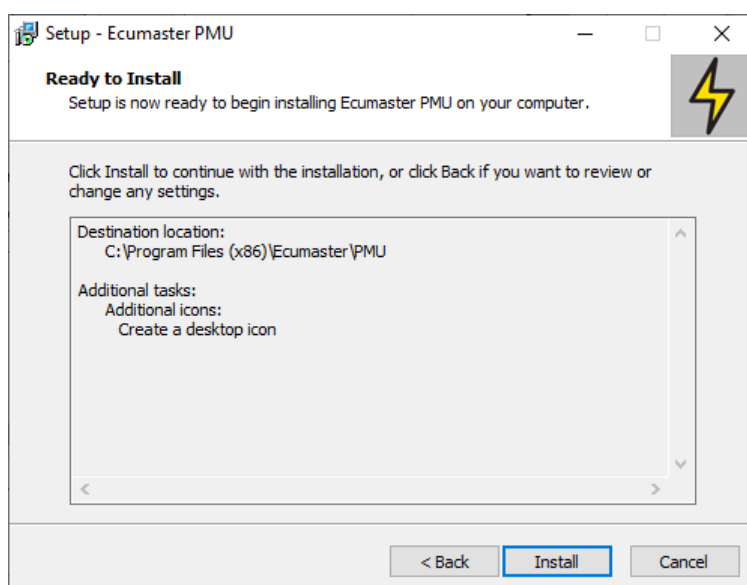 Setup - Ecumaster PMU
Ready to Install
Setup is now ready to begin installing Ecumaster PMU on your computer.
Click Install to continue with the installation, or click Back if you want to review or
change any settings.
Destination location:
C:\Program Files (x86)\Ecumaster\PMU
Additional tasks:
Additional icons:
Create a desktop icon
< Back
Install
Cancel